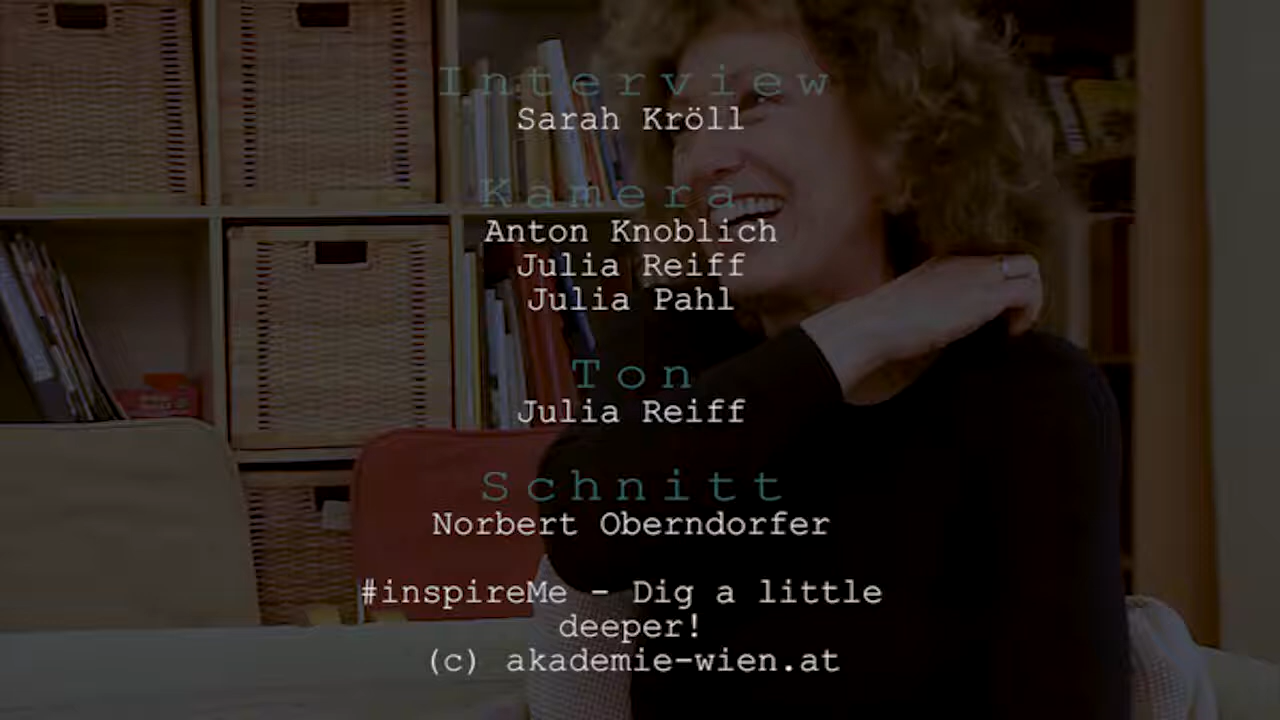 Interview
Sarah Kröll
Kamera
Anton Knoblich
Julia Reiff
Julia Pahl
Ton
Julia Reiff
Schnitt
Norbert Oberndorfer
#inspireMe - Dig a little
deeper!
(c) akademie-wien.at